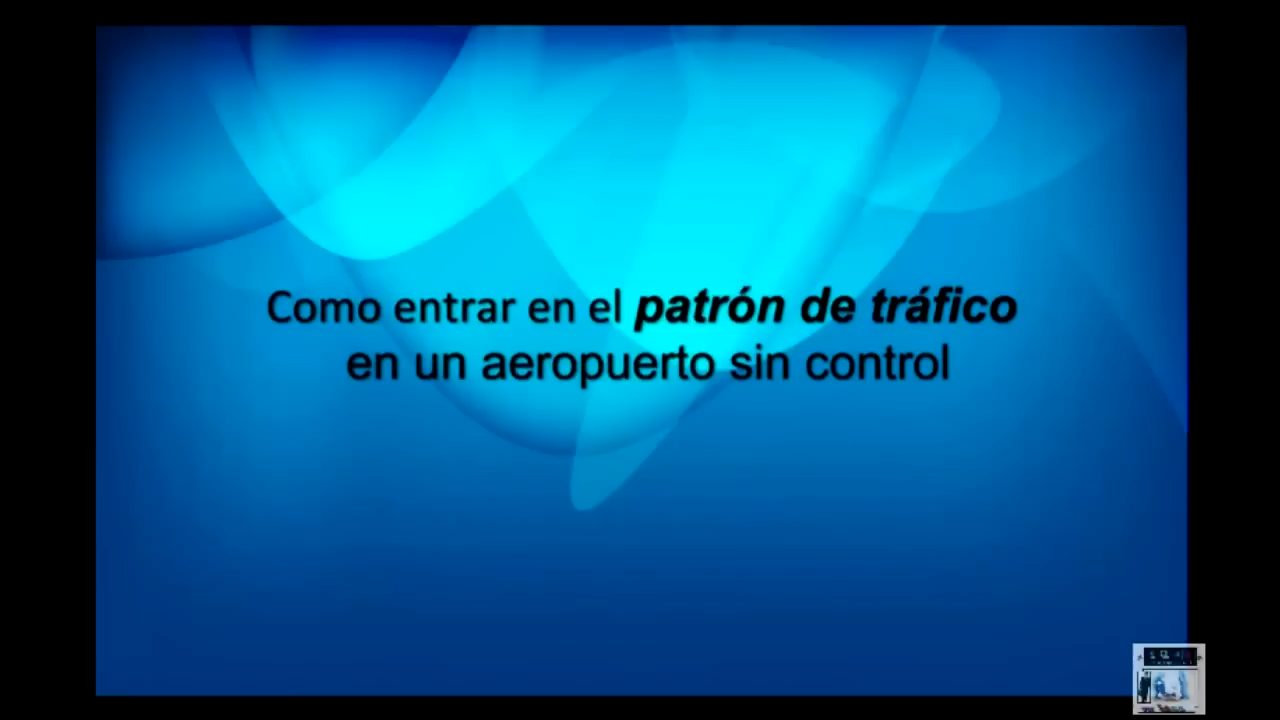 Como entrar en el patrón de tráfico
en un aeropuerto sin control